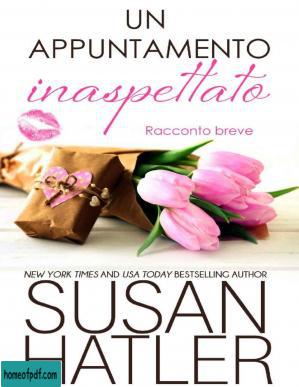 UN
APPUNTAMENTO
inaspettato
Racconto breve
NEW YORK TIMES AND USA TODAY BESTSELLING AUTHOR
SUSAN
HATLER
homeofpdf.com